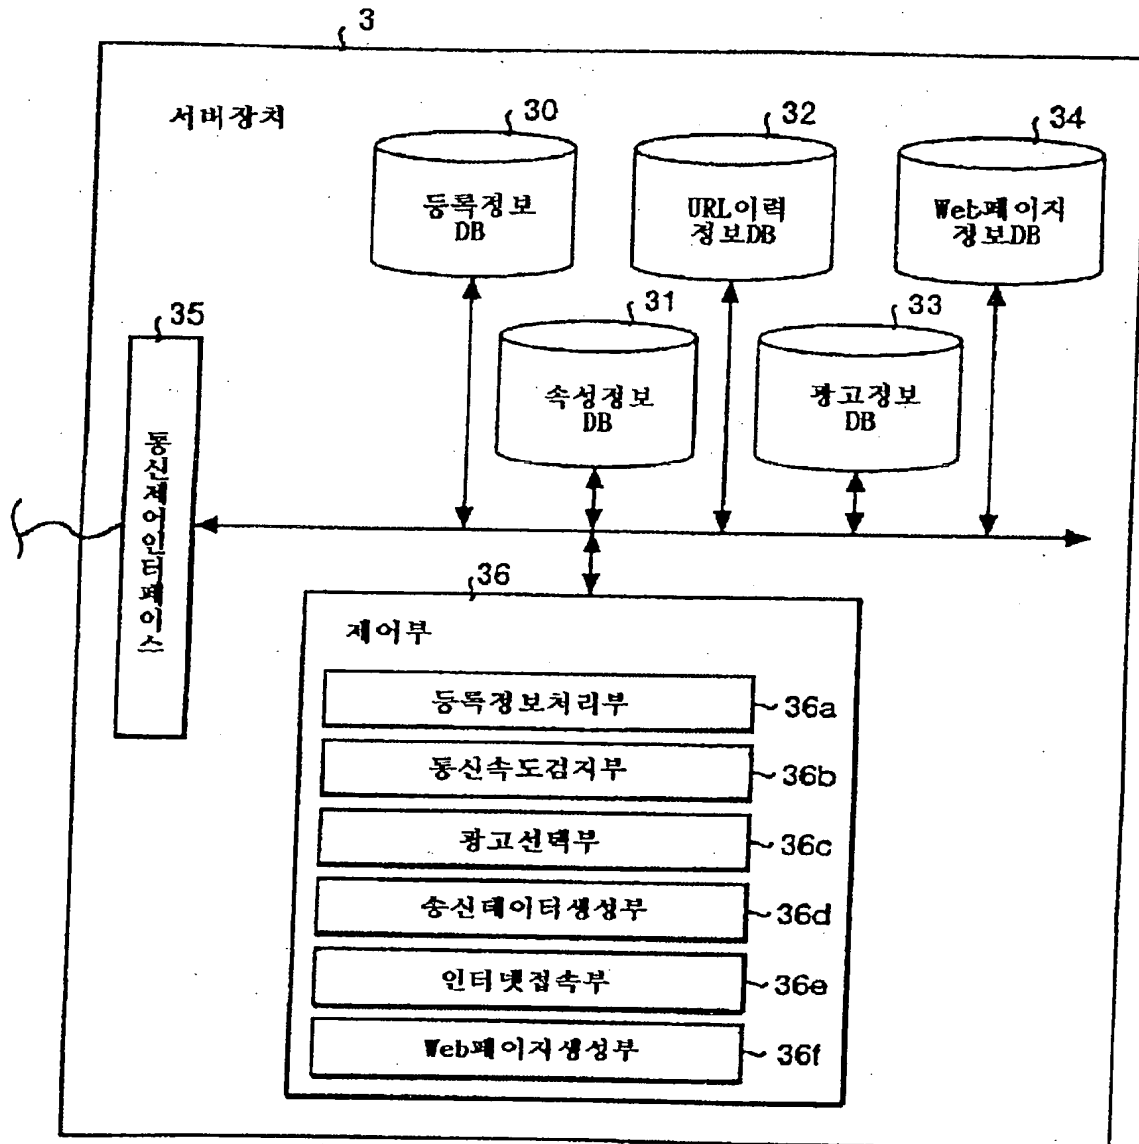 3
서버장치
30
32
34
등록정보
DB
URL이력
정보DB
Web페이지
정보DB
35
31
33
속성정보
DB
광고정보
DB
통신제어인터페이스
36
제어부
등록정보처리부
36a
통신속도검지부
36b
광고선택부
36c
송신데이터생성부
36d
인터넷접속부
36e
Web페이지생성부
36f